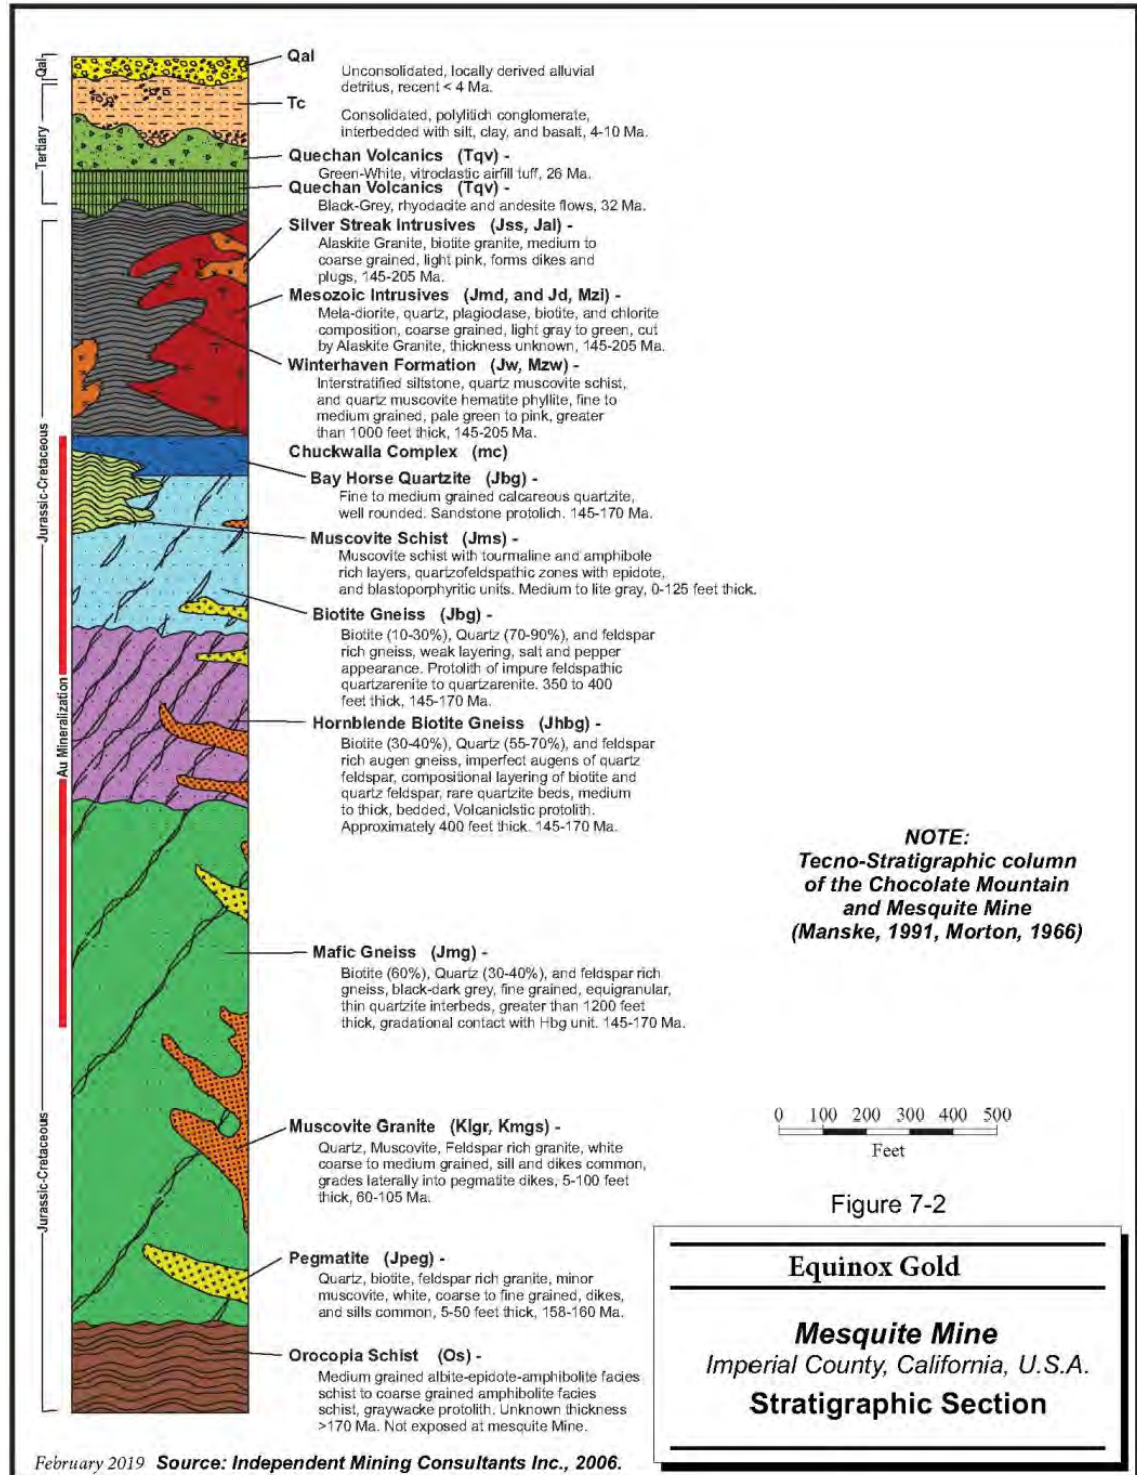 Qal
Unconsolidated, locally derived alluvial
detritus, recent < 4 Ma.
Tc
Consolidated, polylitich conglomerate,
interbedded with silt, clay, and basalt, 4-10 Ma.
Quechan Volcanics (Tqv) -
Green-White, vitroclastic airfill tuff, 26 Ma.
Quechan Volcanics (Tqv) -
Black-Grey, rhyodacite and andesite flows, 32 Ma.
Silver Streak Intrusives (Jss, Jal) -
Alaskite Granite, biotite granite, medium to
coarse grained, light pink, forms dikes and
plugs, 145-205 Ma.
Mesozoic Intrusives (Jmd, and Jd, Mzi) -
Mela-diorite, quartz, plagioclase, biotite, and chlorite
composition, coarse grained, light gray to green, cut
by Alaskite Granite, thickness unknown, 145-205 Ma.
Winterhaven Formation (Jw, Mzw) -
Interstratified siltstone, quartz muscovite schist,
and quartz muscovite hematite phyllite, fine to
medium grained, pale green to pink, greater
than 1000 feet thick, 145-205 Ma.
Chuckwalla Complex (mc)
Bay Horse Quartzite (Jbg) -
Fine to medium grained calcareous quartzite,
well rounded. Sandstone protolich. 145-170 Ma.
Muscovite Schist (Jms) -
Muscovite schist with tourmaline and amphibole
rich layers, quartzofeldspathic zones with epidote,
and blastoporphyritic units. Medium to lite gray, 0-125 feet thick.
Biotite Gneiss (Jbg) -
Biotite (10-30%), Quartz (70-90%), and feldspar
rich gneiss, weak layering, salt and pepper
appearance. Protolith of impure feldspathic
quartzarenite to quartzarenite. 350 to 400
feet thick, 145-170 Ma.
Hornblende Biotite Gneiss (Jhbg) -
Biotite (30-40%), Quartz (55-70%), and feldspar
rich augen gneiss, imperfect augens of quartz
feldspar, compositional layering of biotite and
quartz feldspar, rare quartzite beds, medium
to thick, bedded, Volcaniclstic protolith.
Approximately 400 feet thick. 145-170 Ma.
Mafic Gneiss (Jmg) -
Biotite (60%), Quartz (30-40%), and feldspar rich
gneiss, black-dark grey, fine grained, equigranular,
thin quartzite interbeds, greater than 1200 feet
thick, gradational contact with Hbg unit. 145-170 Ma.
Muscovite Granite (Klgr, Kmgs) -
Quartz, Muscovite, Feldspar rich granite, white
coarse to medium grained, sill and dikes common,
grades laterally into pegmatite dikes, 5-100 feet
thick, 60-105 Ma.
Pegmatite (Jpeg) -
Quartz, biotite, feldspar rich granite, minor
muscovite, white, coarse to fine grained, dikes,
and sills common, 5-50 feet thick, 158-160 Ma.
Orocopia Schist (Os) -
Medium grained albite-epidote-amphibolite facies
schist to coarse grained amphibolite facies
schist, graywacke protolith. Unknown thickness
>170 Ma. Not exposed at mesquite Mine.
Qal
Tertiary
Jurassic-Cretaceous
Au Mineralization
Jurassic-Cretaceous
NOTE:
Tecno-Stratigraphic column
of the Chocolate Mountain
and Mesquite Mine
(Manske, 1991, Morton, 1966)
0 100 200 300 400 500
Feet
Figure 7-2
Equinox Gold
Mesquite Mine
Imperial County, California, U.S.A.
Stratigraphic Section
February 2019 Source: Independent Mining Consultants Inc., 2006.